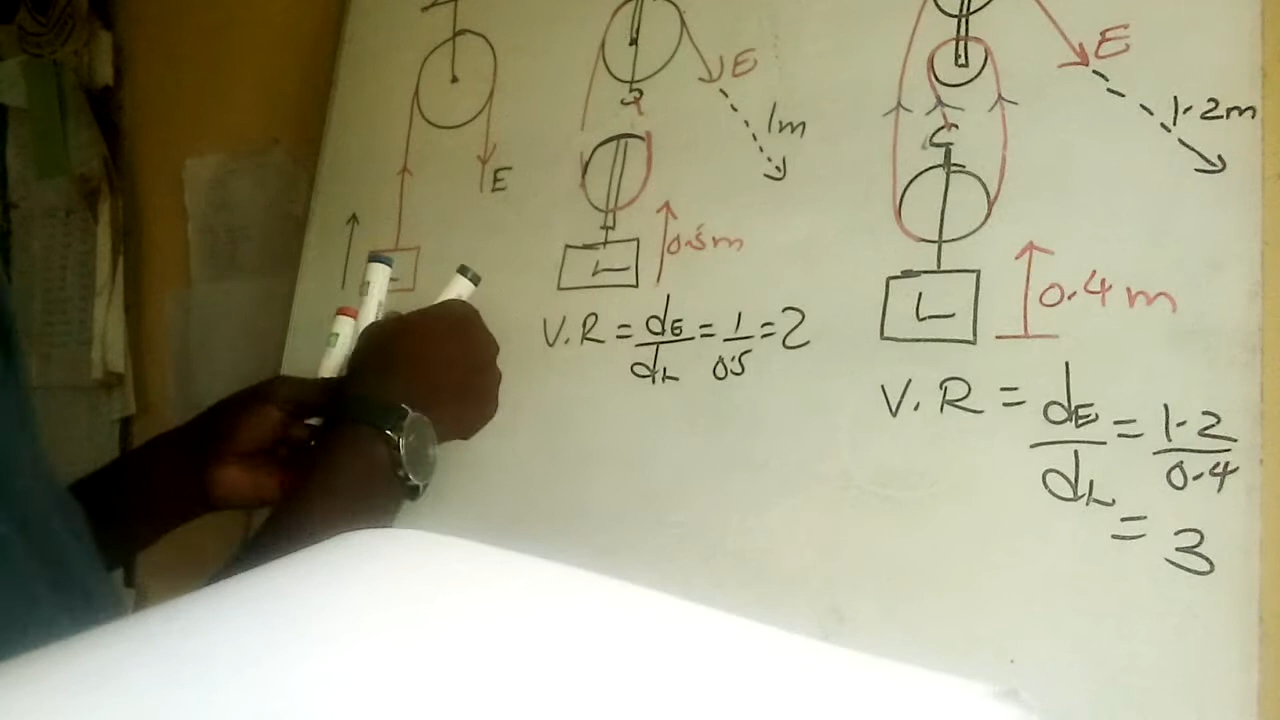 E
E
1m
0.5m
L
V.R = dE/dL = 1/0.5 = 2
E
1.2m
0.4m
L
V.R = dE/dL = 1.2/0.4
= 3